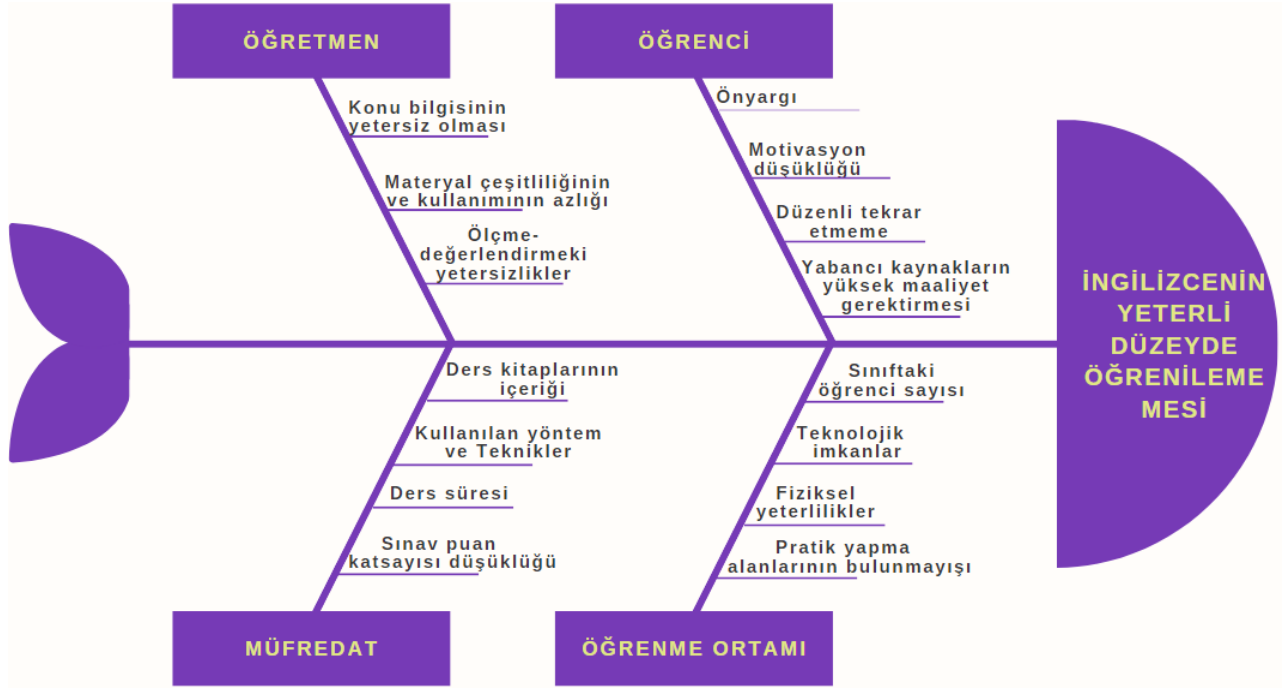 ÖĞRETMEN
Konu bilgisinin
yetersiz olması
Materyal çeşitliliğinin
ve kullanımının azlığı
Ölçme-
değerlendirmeki
yetersizlikler
ÖĞRENCİ
Önyargı
Motivasyon
düşüklüğü
Düzenli tekrar
etmeme
Yabancı kaynakların
yüksek maaliyet
gerektirmesi
Ders kitaplarının
içeriği
Kullanılan yöntem
ve Teknikler
Ders süresi
Sınav puan
katsayısı düşüklüğü
MÜFREDAT
Sınıftaki
öğrenci sayısı
Teknolojik
imkanlar
Fiziksel
yeterlilikler
Pratik yapma
alanlarının bulunmayışı
ÖĞRENME ORTAMI
İNGİLİZCENİN
YETERLİ
DÜZEYDE
ÖĞRENİLEME
MESİ